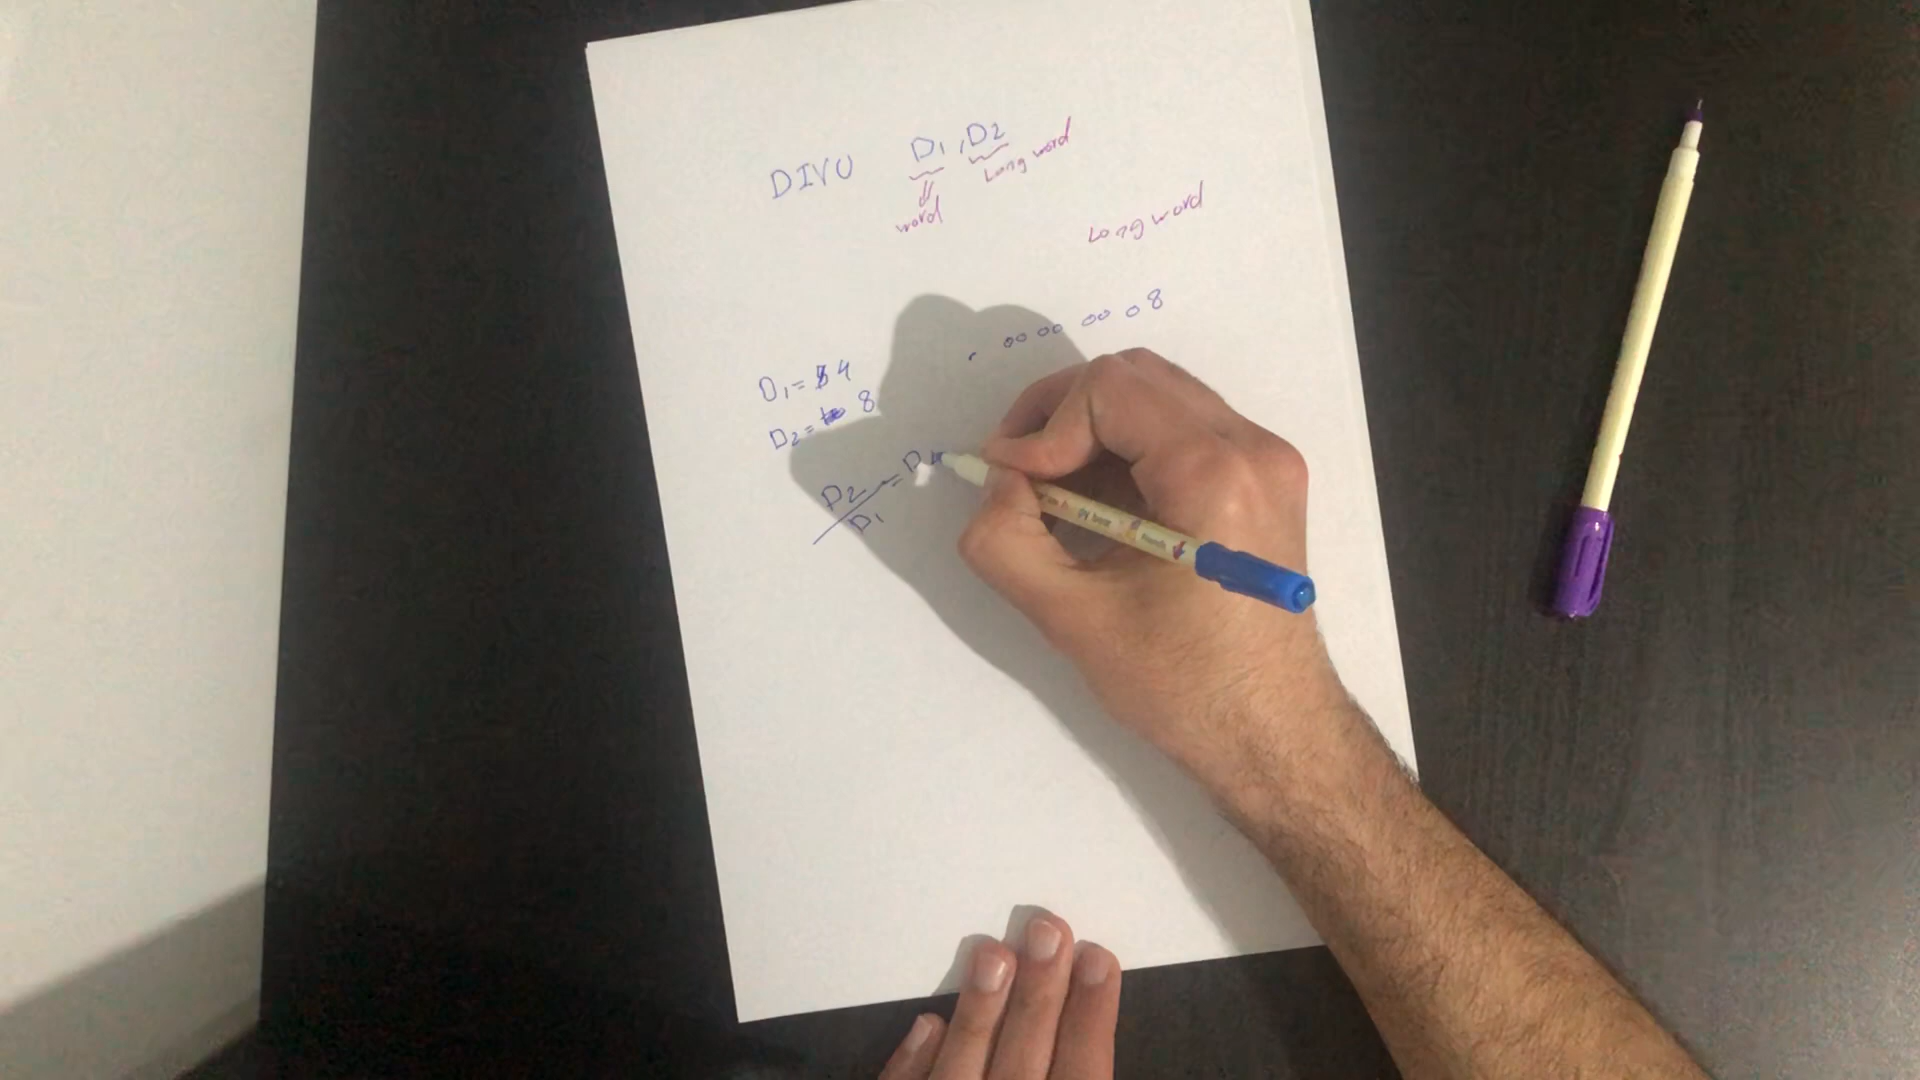 DIVU D1, D2
word Long word
Long word
00 00 00 08
D1 = 4
D2 = 8
D2 / D1 = D